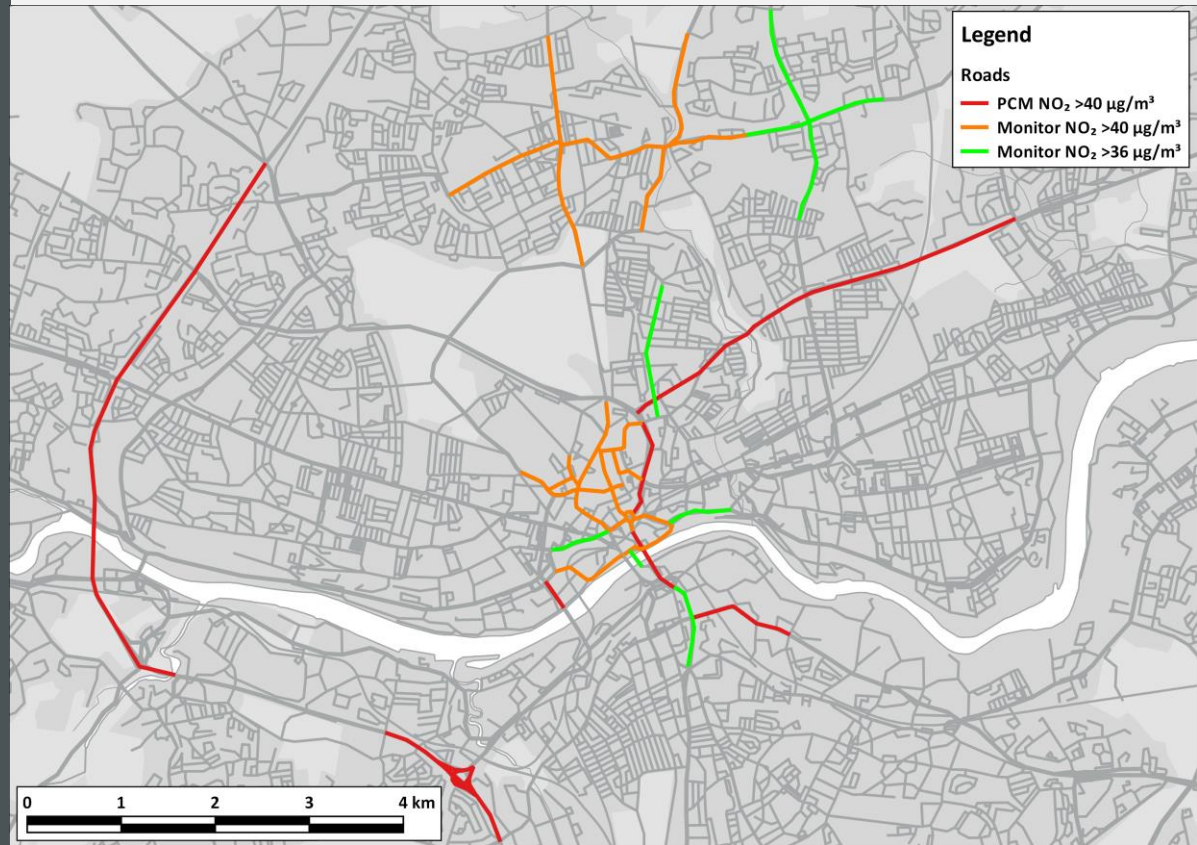 Legend
Roads
PCM NO₂ >40 µg/m³
Monitor NO₂ >40 µg/m³
Monitor NO₂ >36 µg/m³
0 1 2 3 4 km